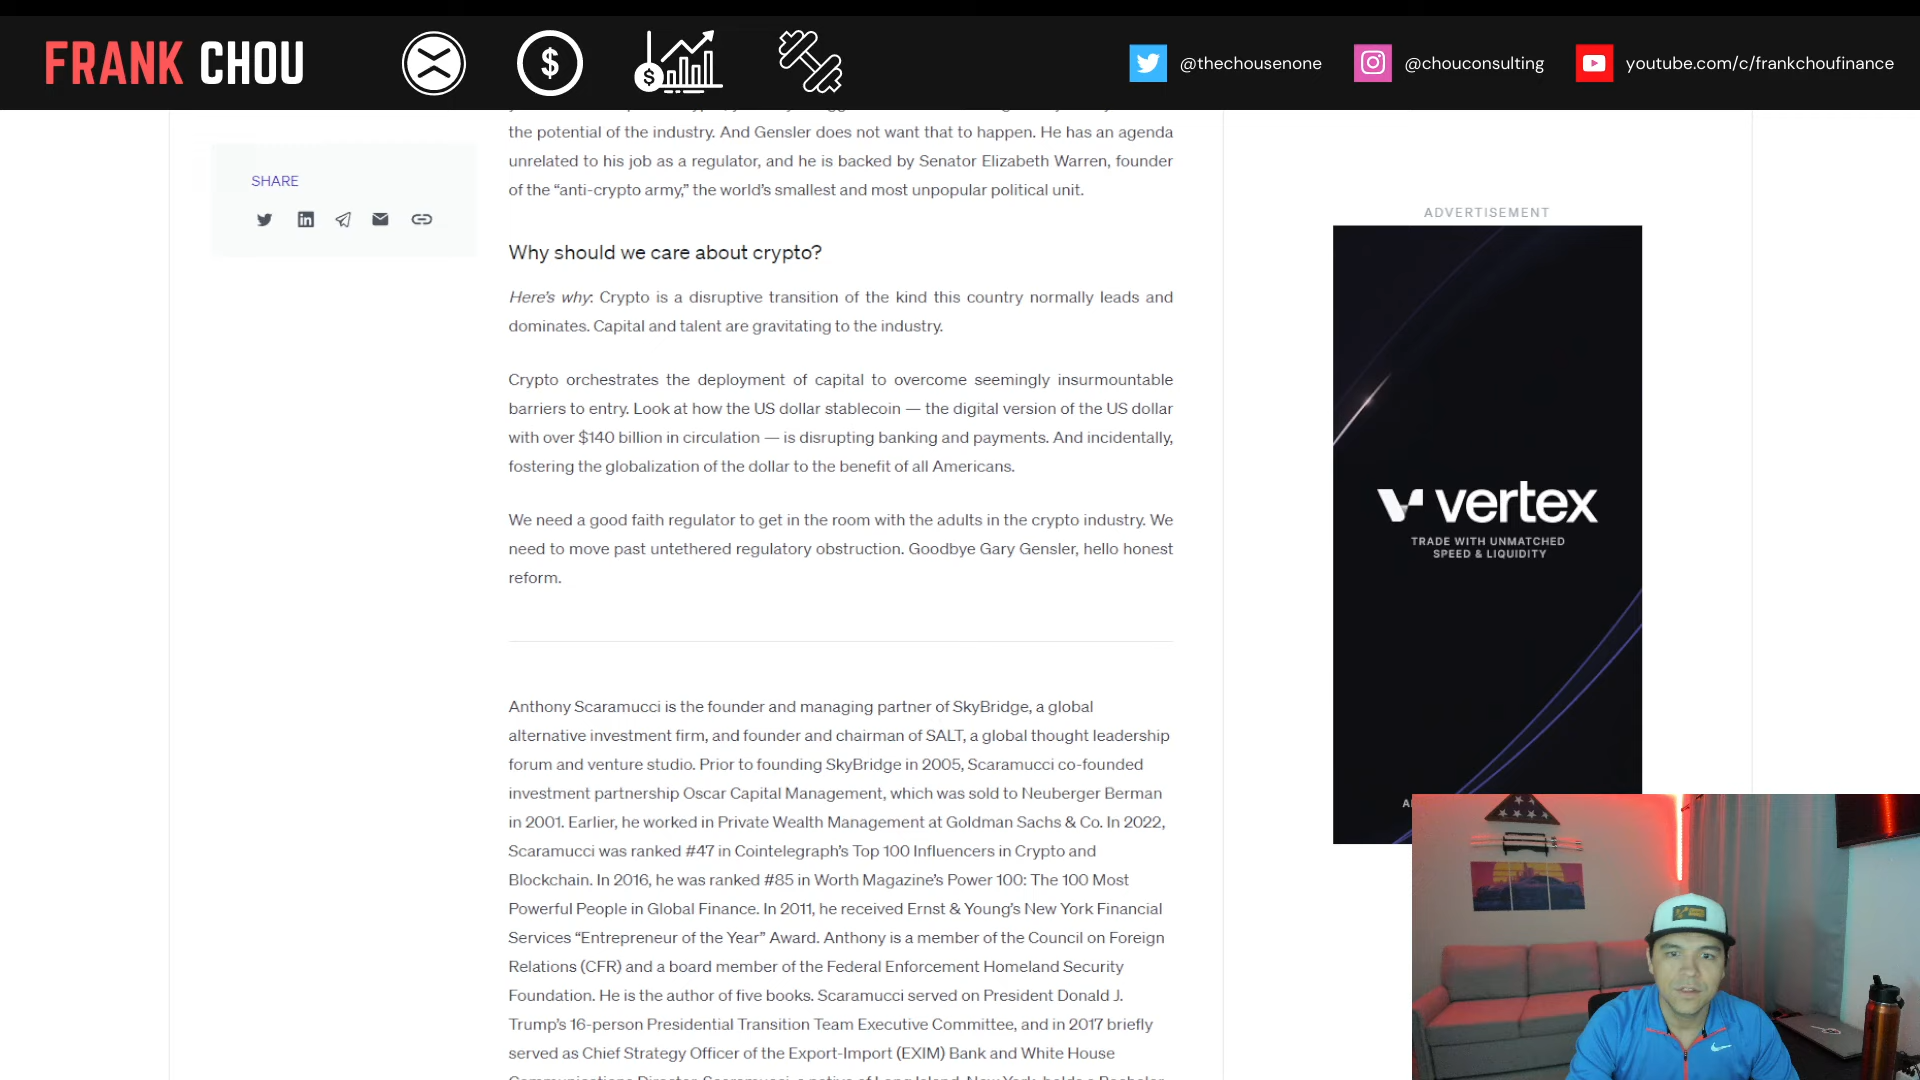 FRANK CHOU
$
$
@thechousenone
@chouconsulting
youtube.com/c/frankchoufinance
the potential of the industry. And Gensler does not want that to happen. He has an agenda
unrelated to his job as a regulator, and he is backed by Senator Elizabeth Warren, founder
of the “anti-crypto army,” the world’s smallest and most unpopular political unit.
SHARE
in
Why should we care about crypto?
Here’s why: Crypto is a disruptive transition of the kind this country normally leads and
dominates. Capital and talent are gravitating to the industry.
Crypto orchestrates the deployment of capital to overcome seemingly insurmountable
barriers to entry. Look at how the US dollar stablecoin — the digital version of the US dollar
with over $140 billion in circulation — is disrupting banking and payments. And incidentally,
fostering the globalization of the dollar to the benefit of all Americans.
We need a good faith regulator to get in the room with the adults in the crypto industry. We
need to move past untethered regulatory obstruction. Goodbye Gary Gensler, hello honest
reform.
Anthony Scaramucci is the founder and managing partner of SkyBridge, a global
alternative investment firm, and founder and chairman of SALT, a global thought leadership
forum and venture studio. Prior to founding SkyBridge in 2005, Scaramucci co-founded
investment partnership Oscar Capital Management, which was sold to Neuberger Berman
in 2001. Earlier, he worked in Private Wealth Management at Goldman Sachs & Co. In 2022,
Scaramucci was ranked #47 in Cointelegraph’s Top 100 Influencers in Crypto and
Blockchain. In 2016, he was ranked #85 in Worth Magazine’s Power 100: The 100 Most
Powerful People in Global Finance. In 2011, he received Ernst & Young’s New York Financial
Services “Entrepreneur of the Year” Award. Anthony is a member of the Council on Foreign
Relations (CFR) and a board member of the Federal Enforcement Homeland Security
Foundation. He is the author of five books. Scaramucci served on President Donald J.
Trump’s 16-person Presidential Transition Team Executive Committee, and in 2017 briefly
served as Chief Strategy Officer of the Export-Import (EXIM) Bank and White House
Communications Director. Scaramucci, a native of Long Island, New York, holds a Bachelor
ADVERTISEMENT
vertex
TRADE WITH UNMATCHED
SPEED & LIQUIDITY